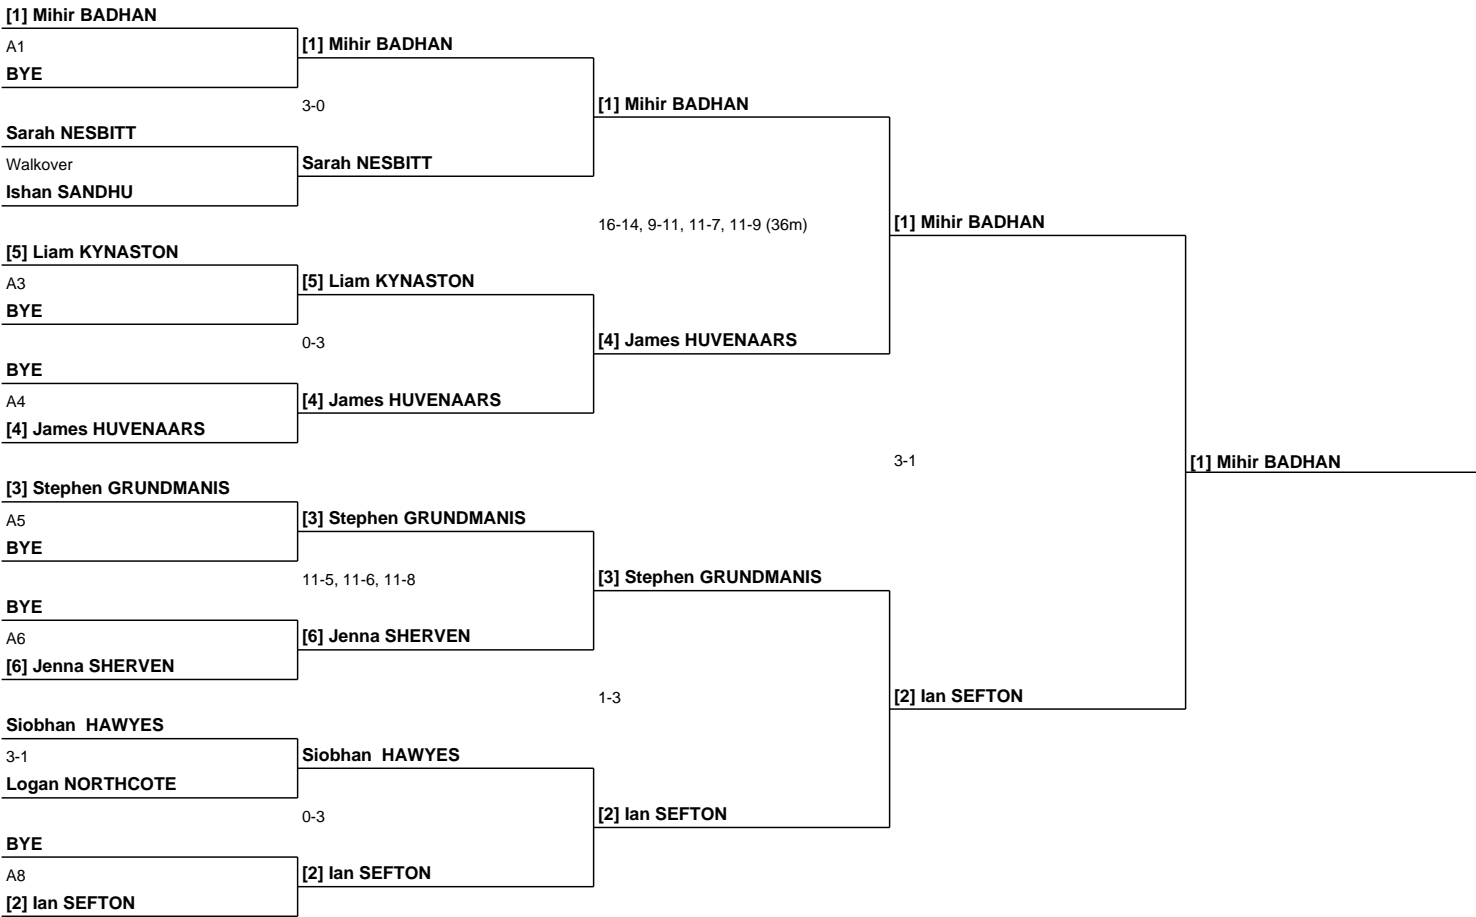 [1] Mihir BADHAN
A1
BYE
[1] Mihir BADHAN
3-0
Sarah NESBITT
Walkover
Ishan SANDHU
Sarah NESBITT
[1] Mihir BADHAN
16-14, 9-11, 11-7, 11-9 (36m)
[5] Liam KYNASTON
A3
BYE
[5] Liam KYNASTON
0-3
BYE
A4
[4] James HUVENAARS
[4] James HUVENAARS
[4] James HUVENAARS
[1] Mihir BADHAN
3-1
[1] Mihir BADHAN
[3] Stephen GRUNDMANIS
A5
BYE
[3] Stephen GRUNDMANIS
11-5, 11-6, 11-8
BYE
A6
[6] Jenna SHERVEN
[6] Jenna SHERVEN
[3] Stephen GRUNDMANIS
1-3
[2] Ian SEFTON
Siobhan  HAWYES
3-1
Logan NORTHCOTE
Siobhan  HAWYES
0-3
BYE
A8
[2] Ian SEFTON
[2] Ian SEFTON
[2] Ian SEFTON